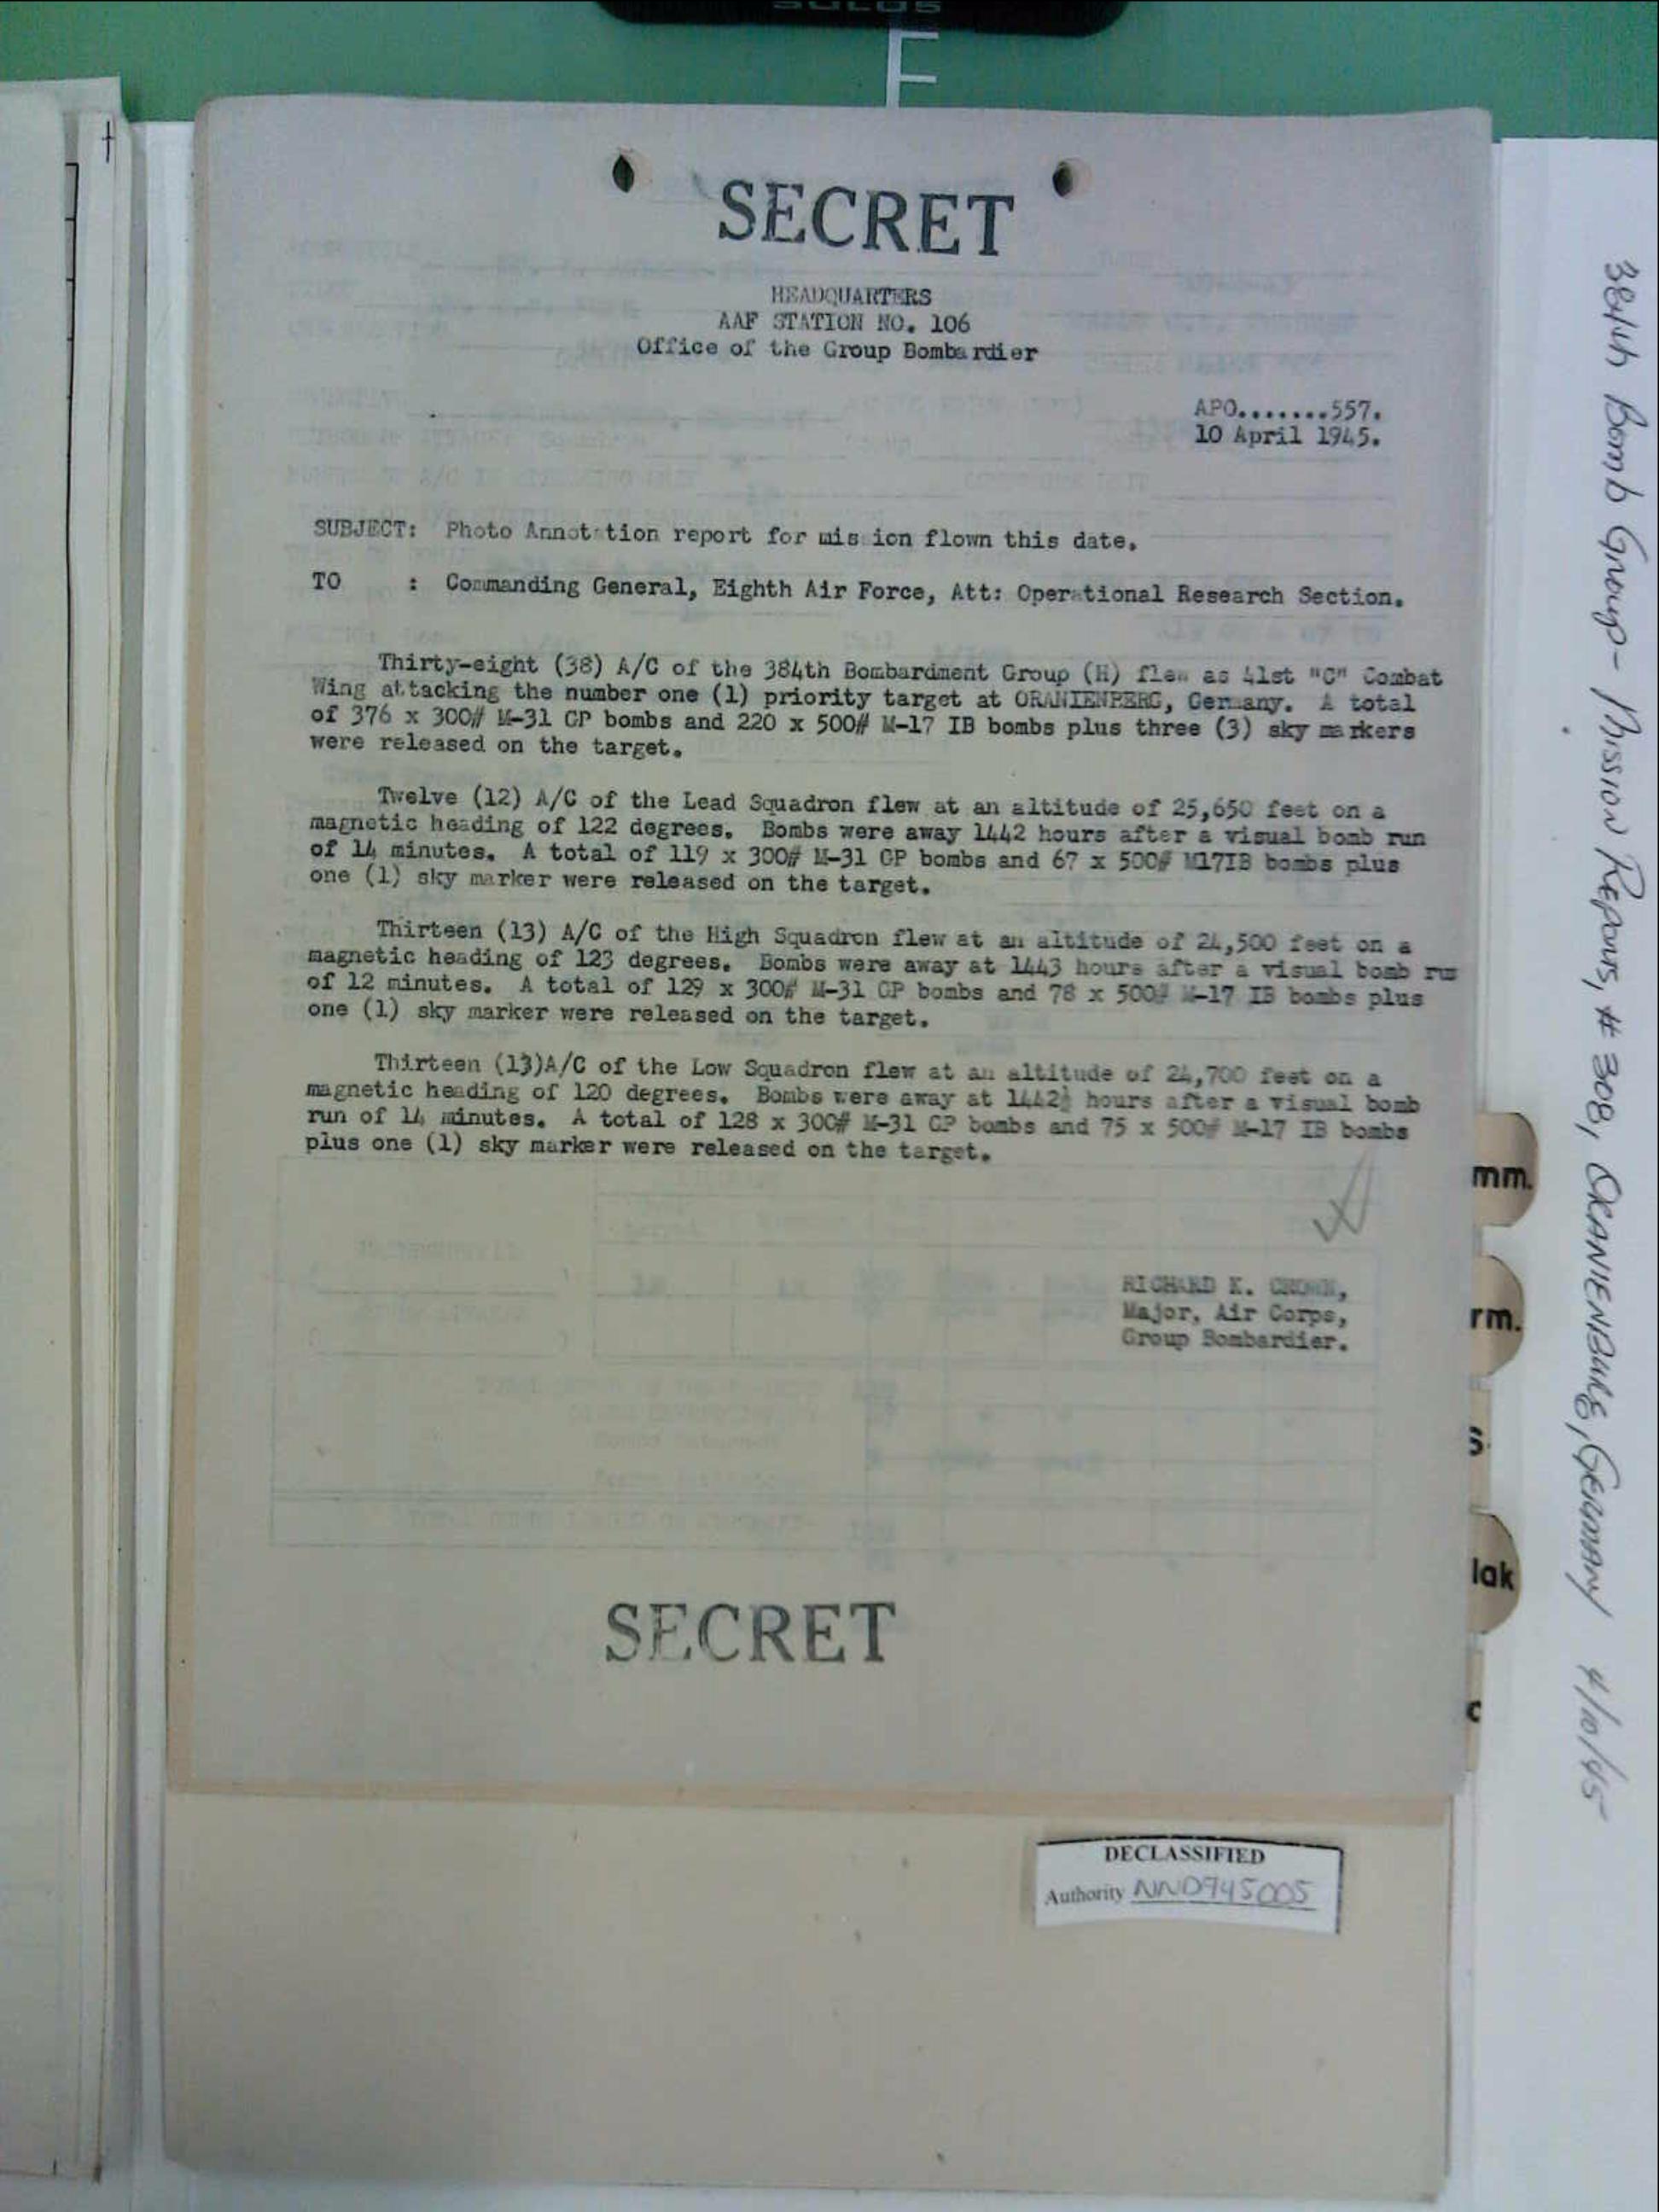 SECRET
HEADQUARTERS
AAF STATION NO. 106
Office of the Group Bombardier
APO.......557.
10 April 1945.
SUBJECT: Photo Annotation report for mission flown this date.
TO : Commanding General, Eighth Air Force, Att: Operational Research Section.
Thirty-eight (38) A/C of the 384th Bombardment Group (H) flew as 41st "C" Combat
Wing attacking the number one (1) priority target at ORANIENBERG, Germany. A total
of 376 x 300# M-31 GP bombs and 220 x 500# M-17 IB bombs plus three (3) sky markers
were released on the target.
Twelve (12) A/C of the Lead Squadron flew at an altitude of 25,650 feet on a
magnetic heading of 122 degrees. Bombs were away 1442 hours after a visual bomb run
of 14 minutes. A total of 119 x 300# M-31 GP bombs and 67 x 500# M17IB bombs plus
one (1) sky marker were released on the target.
Thirteen (13) A/C of the High Squadron flew at an altitude of 24,500 feet on a
magnetic heading of 123 degrees. Bombs were away at 1443 hours after a visual bomb run
of 12 minutes. A total of 129 x 300# M-31 GP bombs and 78 x 500# M-17 IB bombs plus
one (1) sky marker were released on the target.
Thirteen (13)A/C of the Low Squadron flew at an altitude of 24,700 feet on a
magnetic heading of 120 degrees. Bombs were away at 1442½ hours after a visual bomb
run of 14 minutes. A total of 128 x 300# M-31 GP bombs and 75 x 500# M-17 IB bombs
plus one (1) sky marker were released on the target.
RICHARD K. CROWN,
Major, Air Corps,
Group Bombardier.
SECRET
DECLASSIFIED
Authority NND945005
384th Bomb Group - Mission Reports, # 308, ORANIENBURG, GERMANY 4/10/45
mm.
rm.
s
lak
c